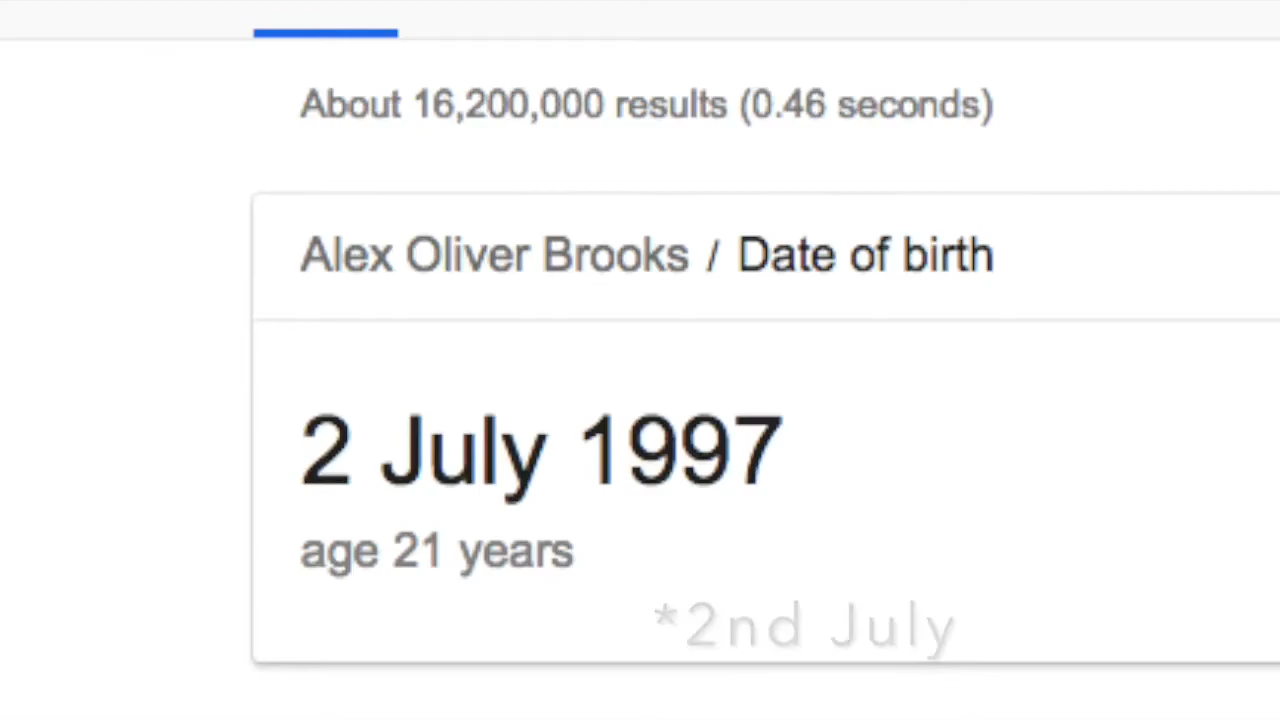 About 16,200,000 results (0.46 seconds)
Alex Oliver Brooks / Date of birth
2 July 1997
age 21 years
*2nd July